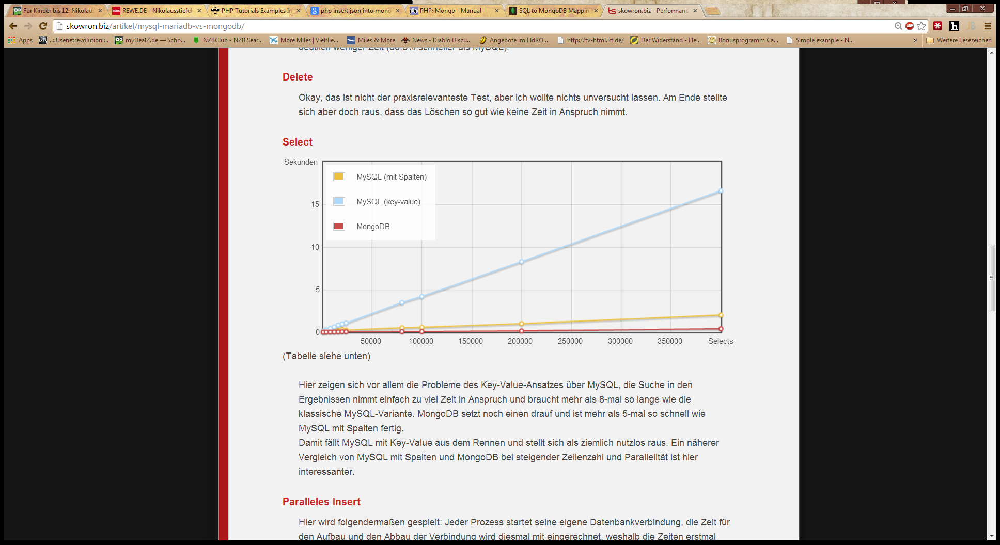 Für Kinder bis 12: Nikolaus
REWE.DE - Nikolausstiefel
PHP Tutorials Examples In
php insert json into mong
PHP: Mongo - Manual
SQL to MongoDB Mappin
skowron.biz - Performanc
skowron.biz/artikel/mysql-mariadb-vs-mongodb/
ABP
Apps
..::Usenetrevolution::..
myDealZ.de — Schn...
NZBClub - NZB Sear...
More Miles | Vielflie...
Miles & More
News - Diablo Discu...
Angebote im HdRO...
http://tv-html.irt.de/
Der Widerstand - He...
Bonusprogramm Ca...
Simple example - N...
»
Weitere Lesezeichen
deutlich weniger Zeit (
% schneller als MySQL).
Delete
Okay, das ist nicht der praxisrelevanteste Test, aber ich wollte nichts unversucht lassen. Am Ende stellte
sich aber doch raus, dass das Löschen so gut wie keine Zeit in Anspruch nimmt.
Select
Sekunden
MySQL (mit Spalten)
MySQL (key-value)
MongoDB
15
10
5
0
50000
100000
150000
200000
250000
300000
350000
Selects
(Tabelle siehe unten)
Hier zeigen sich vor allem die Probleme des Key-Value-Ansatzes über MySQL, die Suche in den
Ergebnissen nimmt einfach zu viel Zeit in Anspruch und braucht mehr als 8-mal so lange wie die
klassische MySQL-Variante. MongoDB setzt noch einen drauf und ist mehr als 5-mal so schnell wie
MySQL mit Spalten fertig.
Damit fällt MySQL mit Key-Value aus dem Rennen und stellt sich als ziemlich nutzlos raus. Ein näherer
Vergleich von MySQL mit Spalten und MongoDB bei steigender Zeilenzahl und Parallelität ist hier
interessanter.
Paralleles Insert
Hier wird folgendermaßen gespielt: Jeder Prozess startet seine eigene Datenbankverbindung, die Zeit für
den Aufbau und den Abbau der Verbindung wird diesmal mit eingerechnet, weshalb die Zeiten erstmal